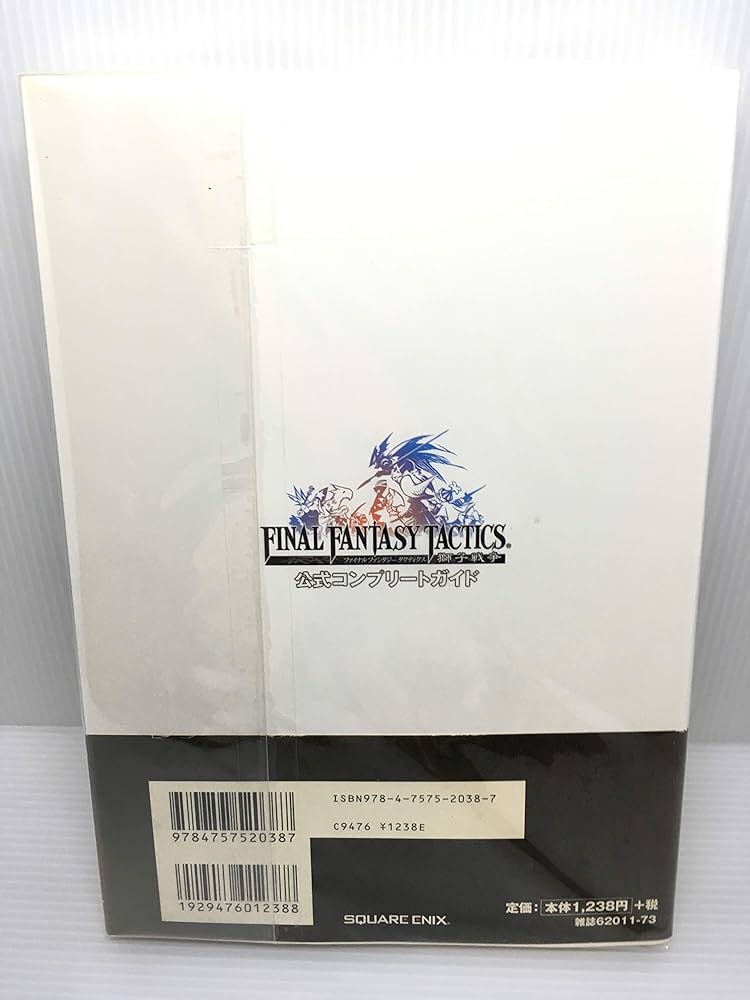 FINAL FANTASY TACTICS®
ファイナルファンタジー タクティクス 獅子戦争
公式コンプリートガイド
ISBN978-4-7575-2038-7
9784757520387
C9476 ¥1238E
1929476012388
SQUARE ENIX.
定価: 本体1,238円 +税
雑誌62011-73